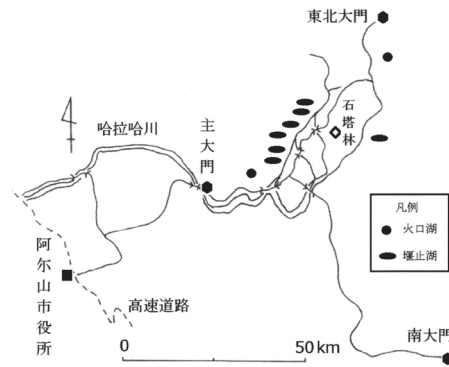 東北大門
石塔林
哈拉哈川
主大門
凡例
火口湖
堰止湖
阿尔山市役所
高速道路
南大門
0 50 km